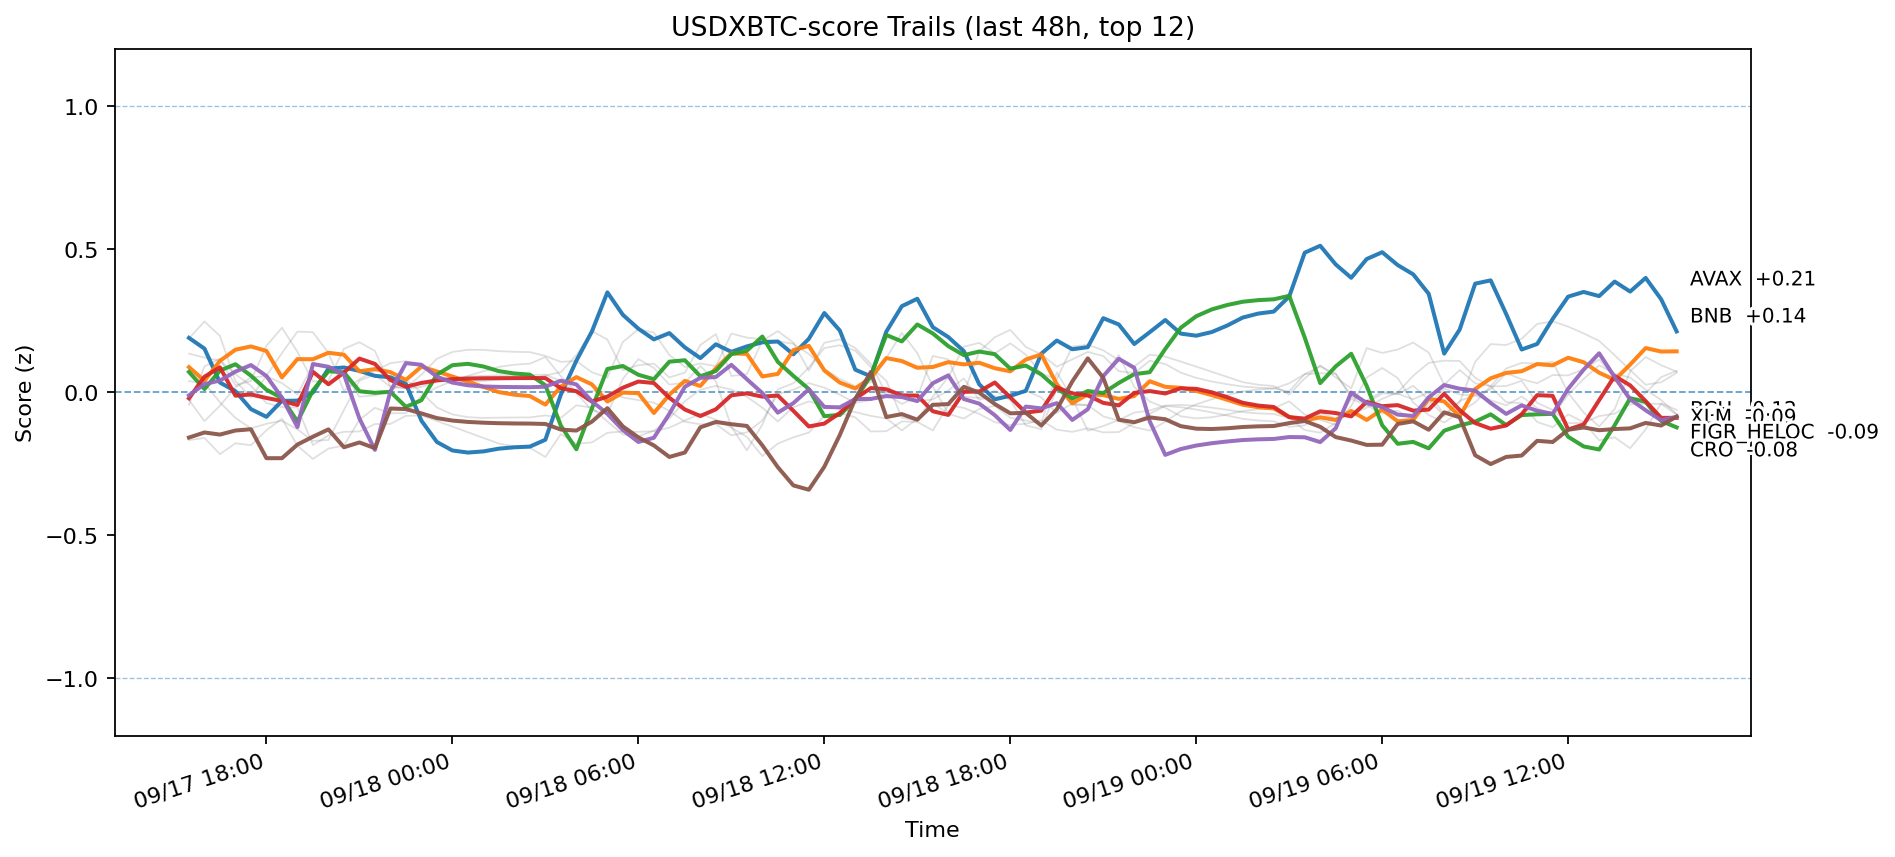 USDXBTC-score Trails (last 48h, top 12)
Score (z)
1.0
0.5
0.0
−0.5
−1.0
AVAX +0.21
BNB +0.14
XLM -0.09
FIGR_HELOC -0.09
CRO -0.08
09/17 18:00
09/18 00:00
09/18 06:00
09/18 12:00
09/18 18:00
09/19 00:00
09/19 06:00
09/19 12:00
Time